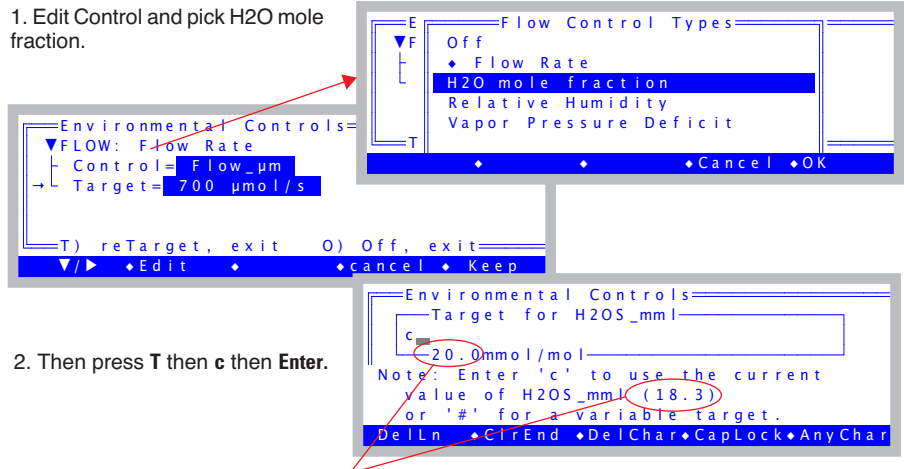 1. Edit Control and pick H2O mole
fraction.
E
▼F
T
Flow Control Types
Off
◆ Flow Rate
H2O mole fraction
Relative Humidity
Vapor Pressure Deficit
◆ ◆ ◆Cancel ◆OK
Environmental Controls
▼FLOW: Flow Rate
Control= Flow_µm
→ Target= 700 µmol/s
T) reTarget, exit O) Off, exit
▼/▶ ◆Edit ◆ ◆cancel ◆ Keep
2. Then press T then c then Enter.
Environmental Controls
Target for H2OS_mml
c
20.0mmol/mol
Note: Enter 'c' to use the current
value of H2OS_mml (18.3)
or '#' for a variable target.
DelLn ◆ClrEnd ◆DelChar◆CapLock◆AnyChar